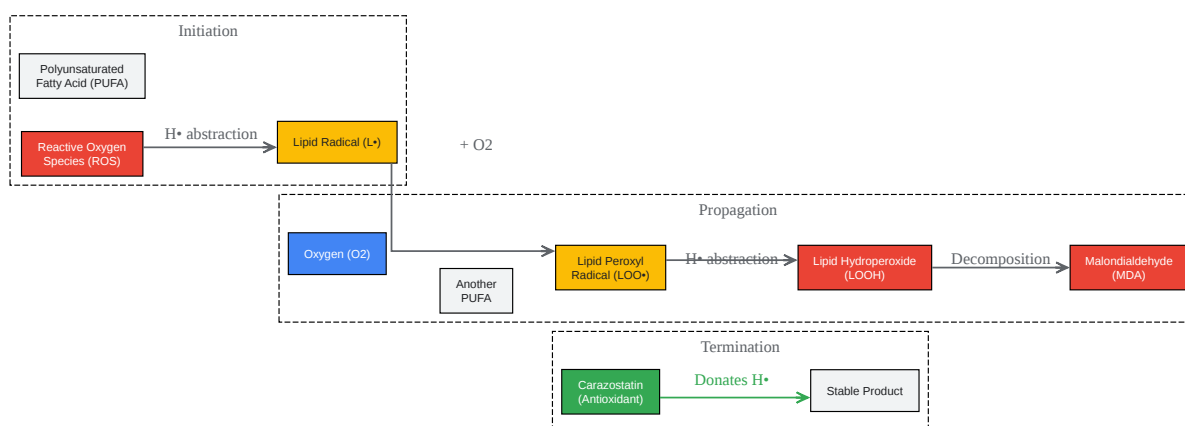 Initiation
Polyunsaturated
Fatty Acid (PUFA)
H• abstraction
Reactive Oxygen
Species (ROS)
Lipid Radical (L•)
+ O2
Propagation
Oxygen (O2)
Lipid Peroxyl
Radical (LOO•)
H• abstraction
Lipid Hydroperoxide
(LOOH)
Decomposition
Malondialdehyde
(MDA)
Another
PUFA
Termination
Carazostatin
(Antioxidant)
Donates H•
Stable Product